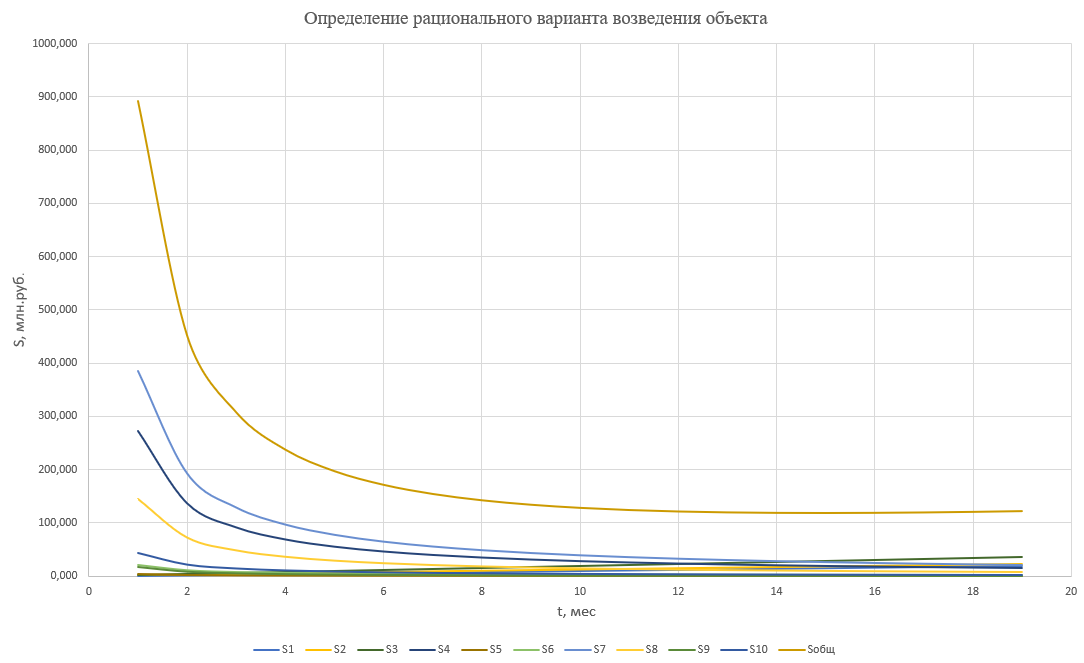 Определение рационального варианта возведения объекта
1000,000
900,000
800,000
700,000
600,000
500,000
400,000
300,000
200,000
100,000
0,000
S, млн.руб.
0 2 4 6 8 10 12 14 16 18 20
t, мес
S1 S2 S3 S4 S5 S6 S7 S8 S9 S10 Sобщ